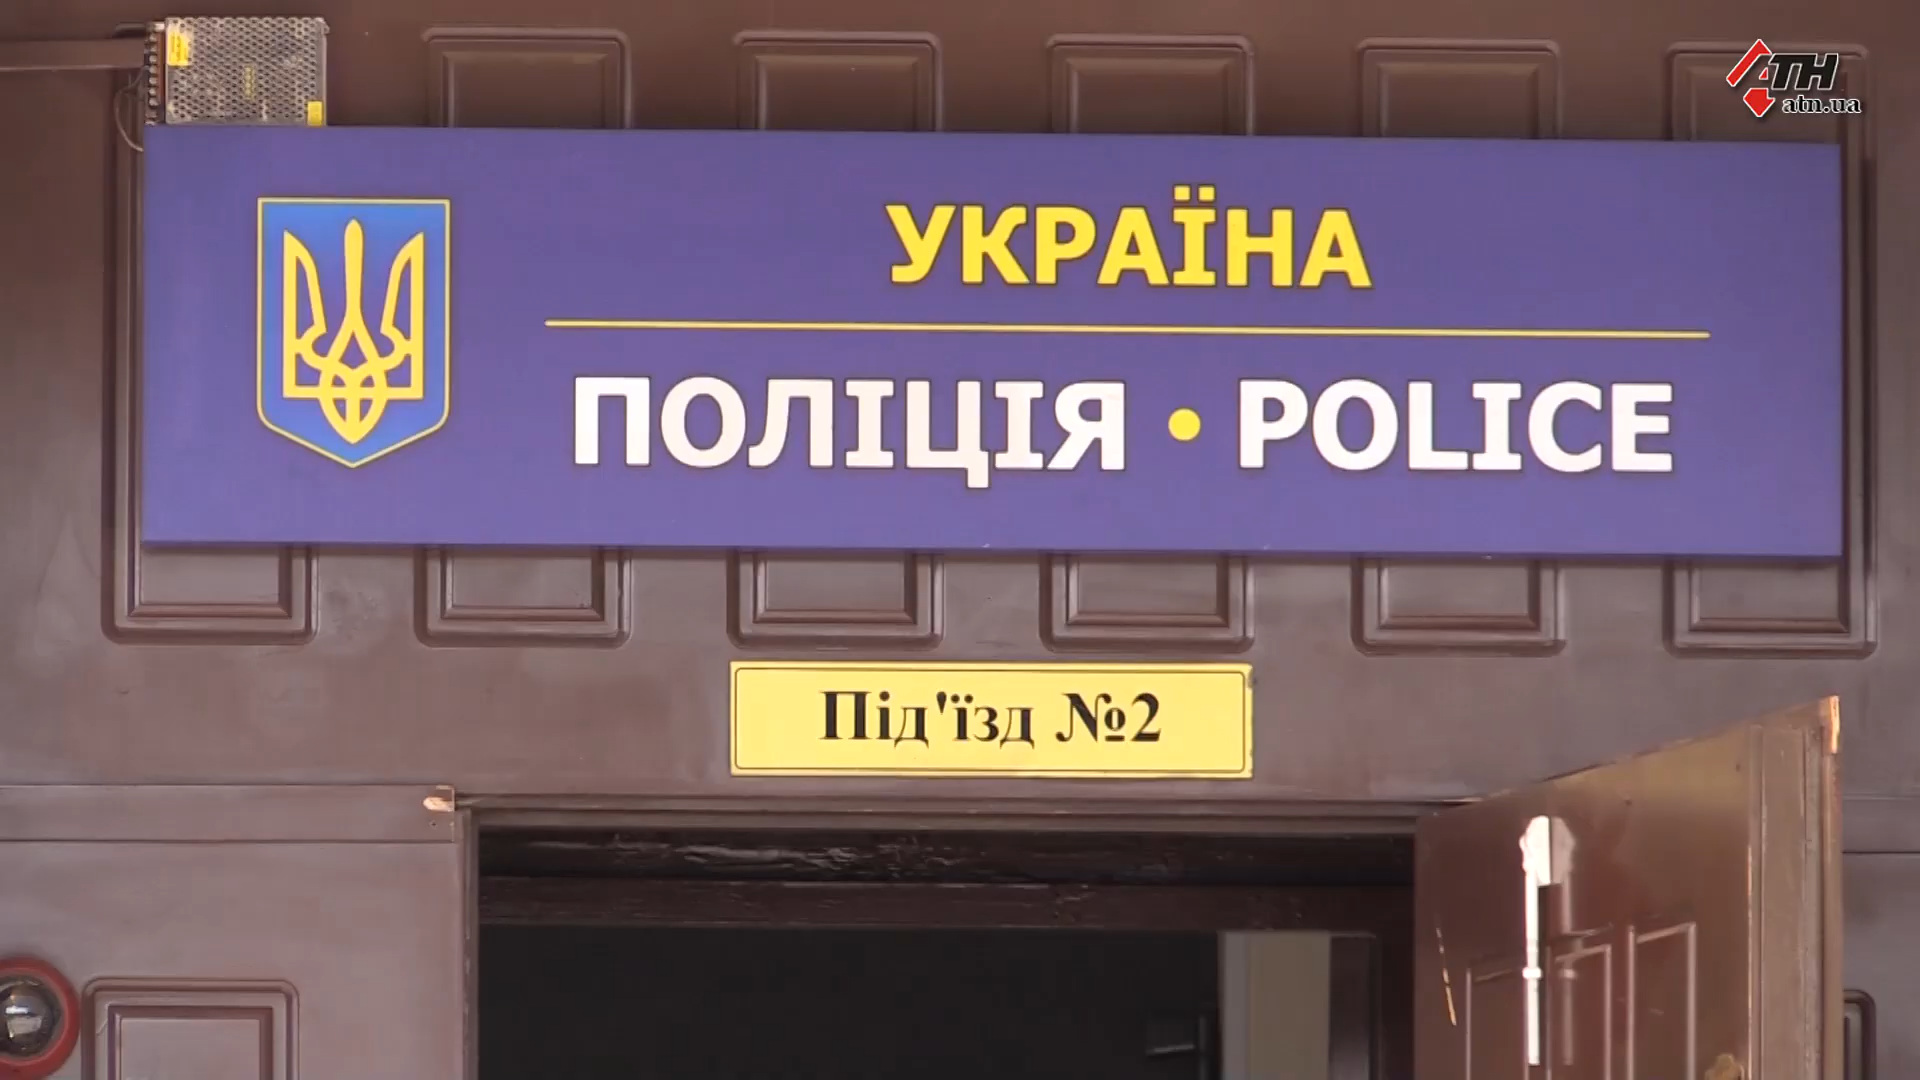 АТН
atn.ua
УКРАЇНА
ПОЛІЦІЯ • POLICE
Під'їзд №2